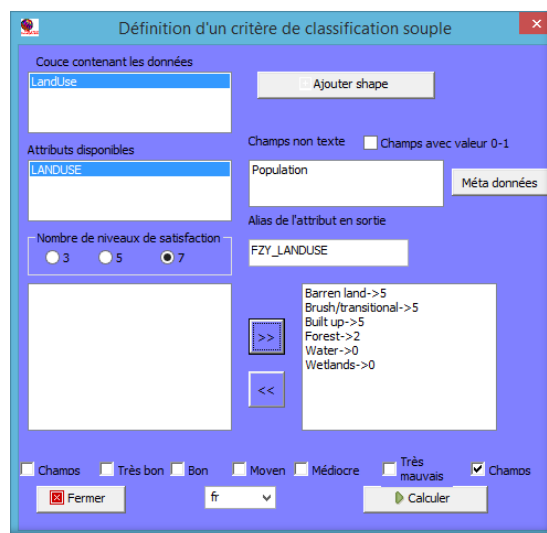 Définition d'un critère de classification souple
Couce contenant les données
LandUse
Ajouter shape
Attributs disponibles
LANDUSE
Champs non texte
Champs avec valeur 0-1
Population
Méta données
Alias de l'attribut en sortie
FZY_LANDUSE
Nombre de niveaux de satisfaction
3 5 7
Barren land->5
Brush/transitional->5
Built up->5
Forest->2
Water->0
Wetlands->0
>>
<<
Champs Très bon Bon Moyen Médiocre Très mauvais Champs
Fermer
fr
Calculer